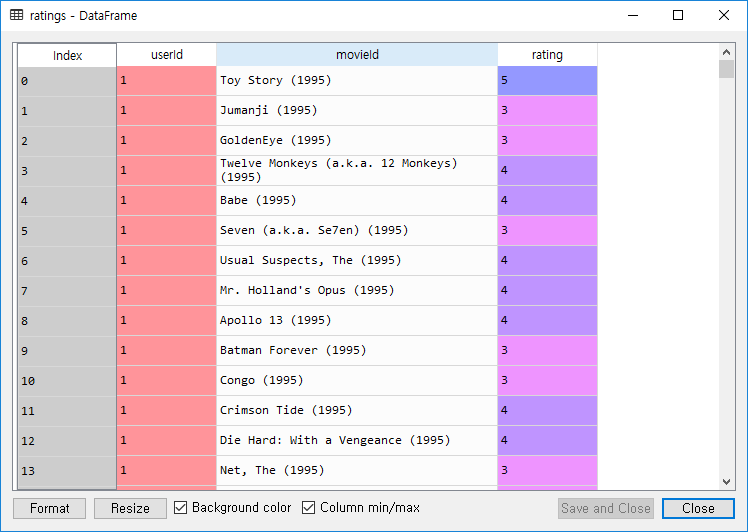 ratings - DataFrame
Index userId movieId rating
0 1 Toy Story (1995) 5
1 1 Jumanji (1995) 3
2 1 GoldenEye (1995) 3
3 1 Twelve Monkeys (a.k.a. 12 Monkeys) 4
(1995)
4 1 Babe (1995) 4
5 1 Seven (a.k.a. Se7en) (1995) 3
6 1 Usual Suspects, The (1995) 4
7 1 Mr. Holland's Opus (1995) 4
8 1 Apollo 13 (1995) 4
9 1 Batman Forever (1995) 3
10 1 Congo (1995) 3
11 1 Crimson Tide (1995) 4
12 1 Die Hard: With a Vengeance (1995) 4
13 1 Net, The (1995) 3
Format Resize Background color Column min/max Save and Close Close